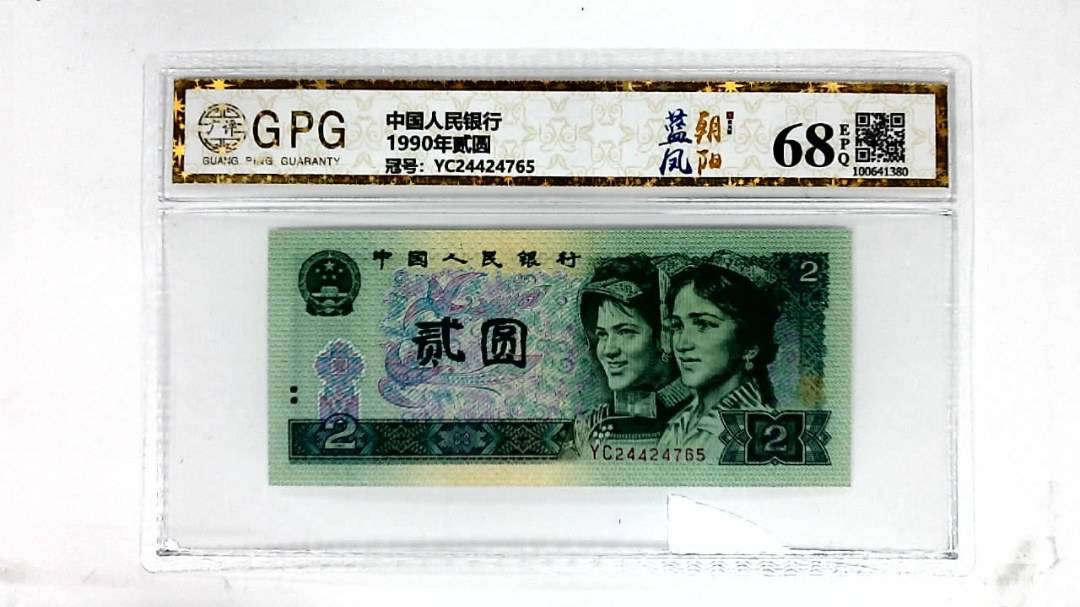 GPG
GUANG PING GUARANTY
中国人民银行
1990年贰圆
冠号：YC24424765
蓝凤
朝阳
68
EPQ
100641380
中国人民银行
2
贰圆
2
2
YC24424765